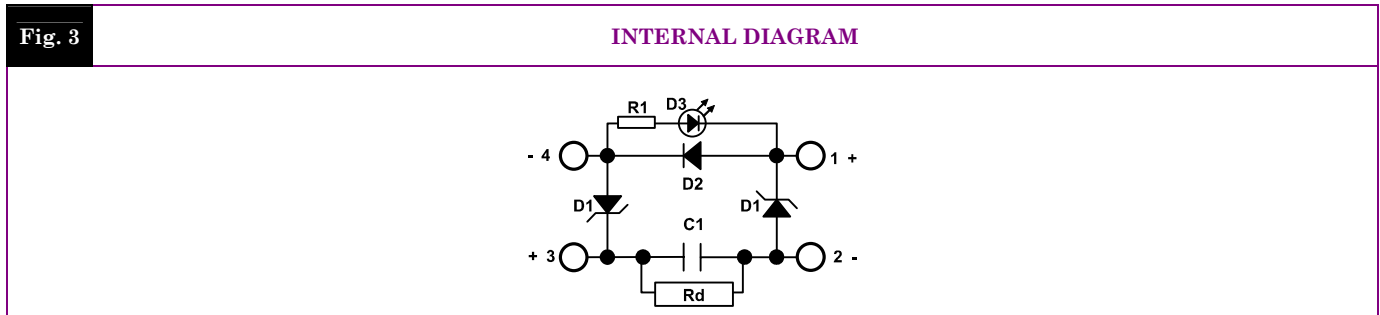 Fig. 3
INTERNAL DIAGRAM
R1 D3
- 4 1 +
D2
D1 D1
C1
+ 3 2 -
Rd